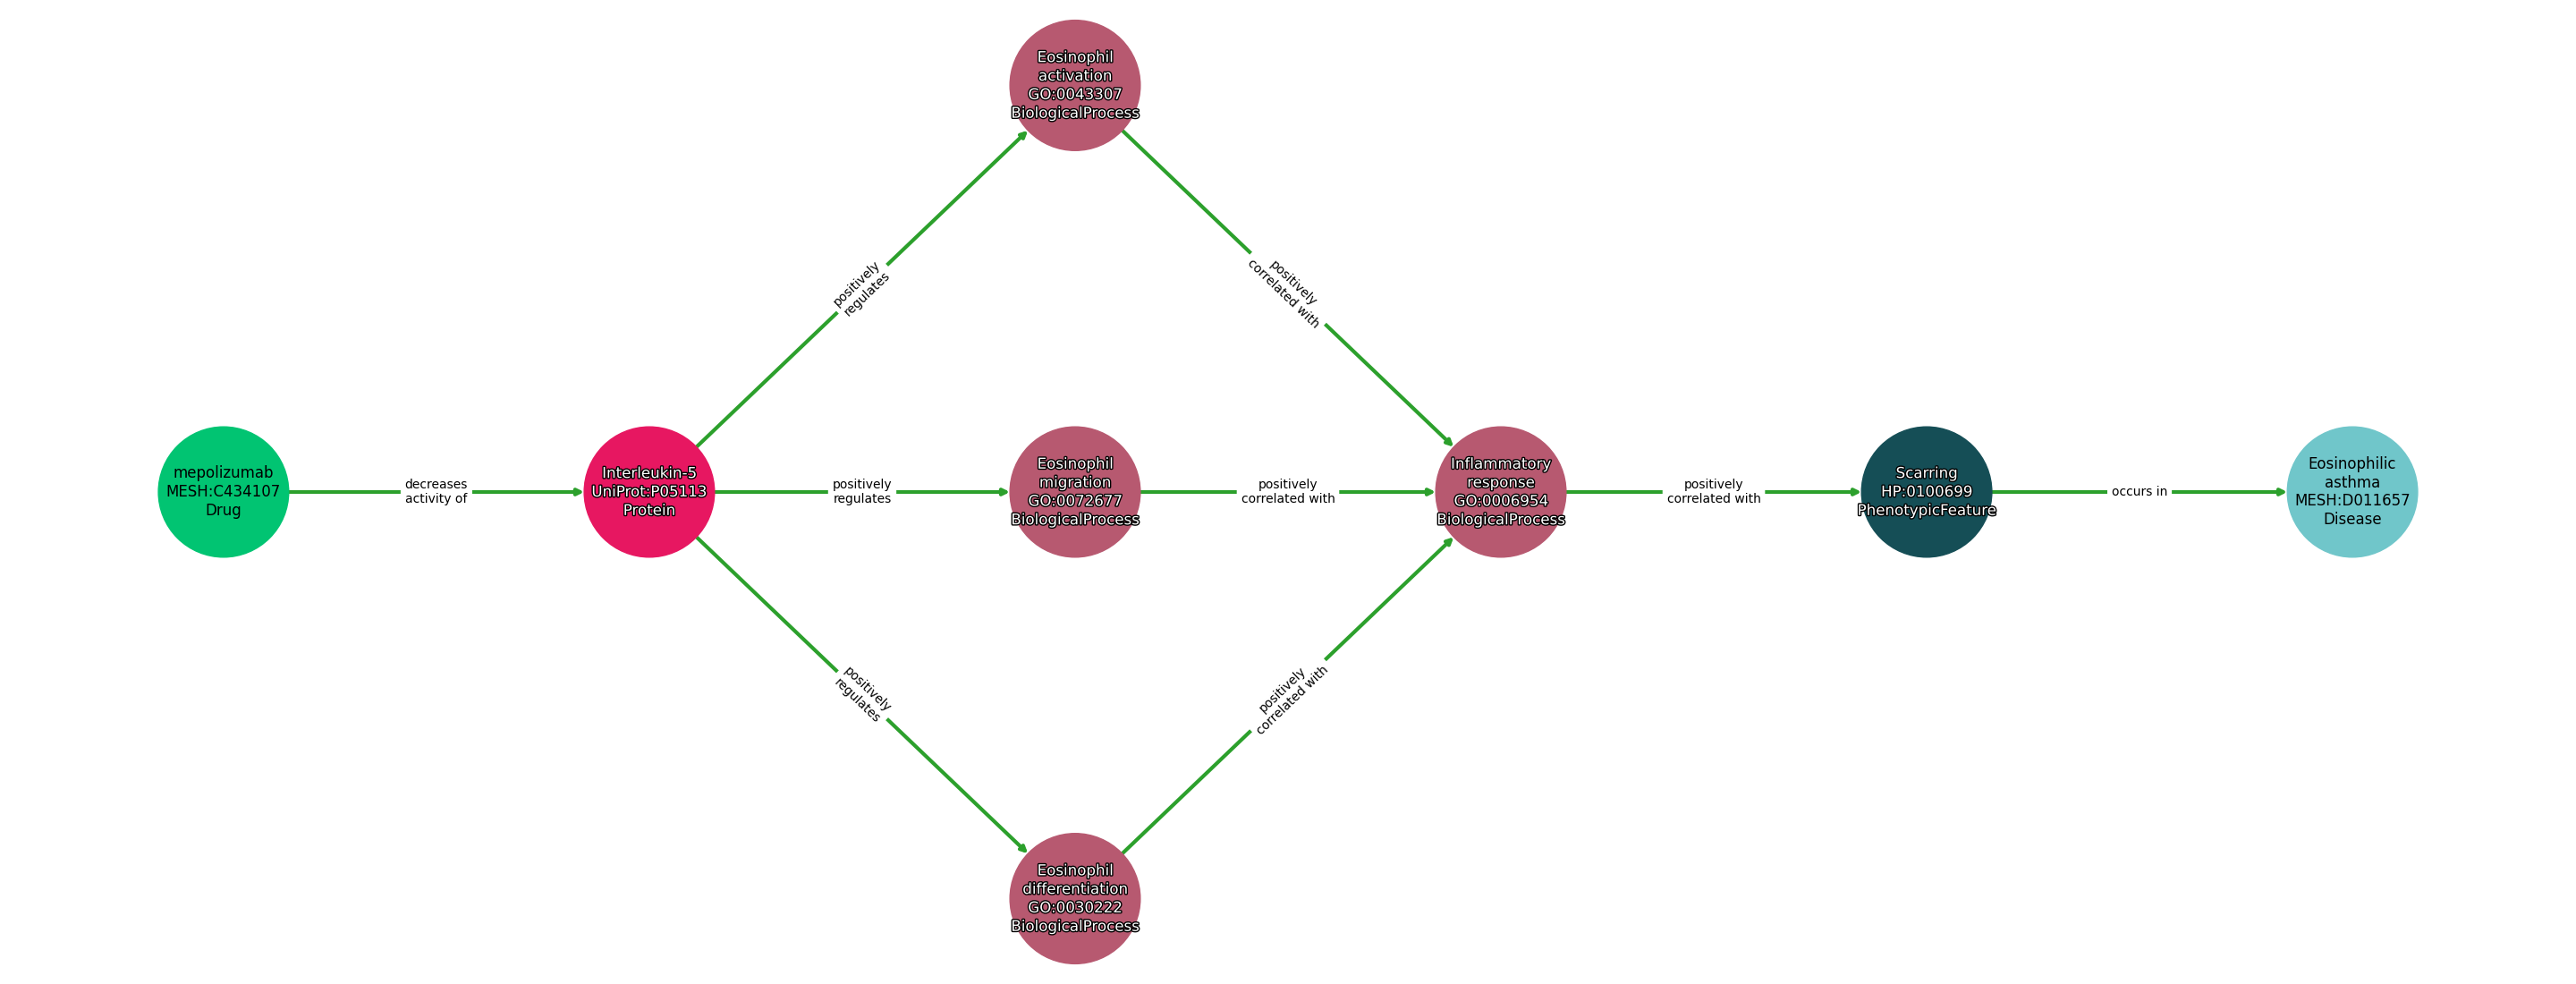 Eosinophil
activation
GO:0043307
BiologicalProcess
positively
regulates
positively
correlated with
mepolizumab
MESH:C434107
Drug
decreases
activity of
Interleukin-5
UniProt:P05113
Protein
positively
regulates
Eosinophil
migration
GO:0072677
BiologicalProcess
positively
correlated with
Inflammatory
response
GO:0006954
BiologicalProcess
positively
correlated with
Scarring
HP:0100699
PhenotypicFeature
occurs in
Eosinophilic
asthma
MESH:D011657
Disease
positively
regulates
positively
correlated with
Eosinophil
differentiation
GO:0030222
BiologicalProcess